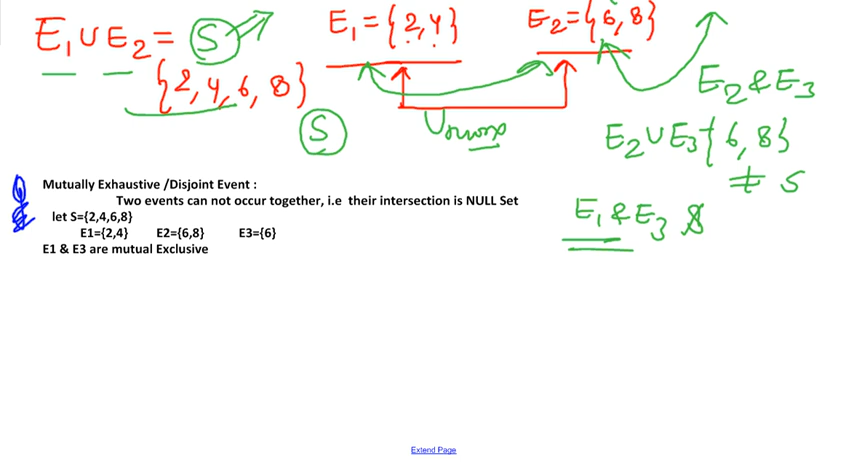 E₁ ∪ E₂ = S
E₁ = {2, 4}
E₂ = {6, 8}
{2, 4, 6, 8}
S
E₂ & E₃
E₂ ∪ E₃ {6, 8}
≠ S
E₁ & E₃
Mutually Exhaustive /Disjoint Event :
Two events can not occur together, i.e their intersection is NULL Set
let S={2,4,6,8}
E1={2,4} E2={6,8} E3={6}
E1 & E3 are mutual Exclusive
Extend Page